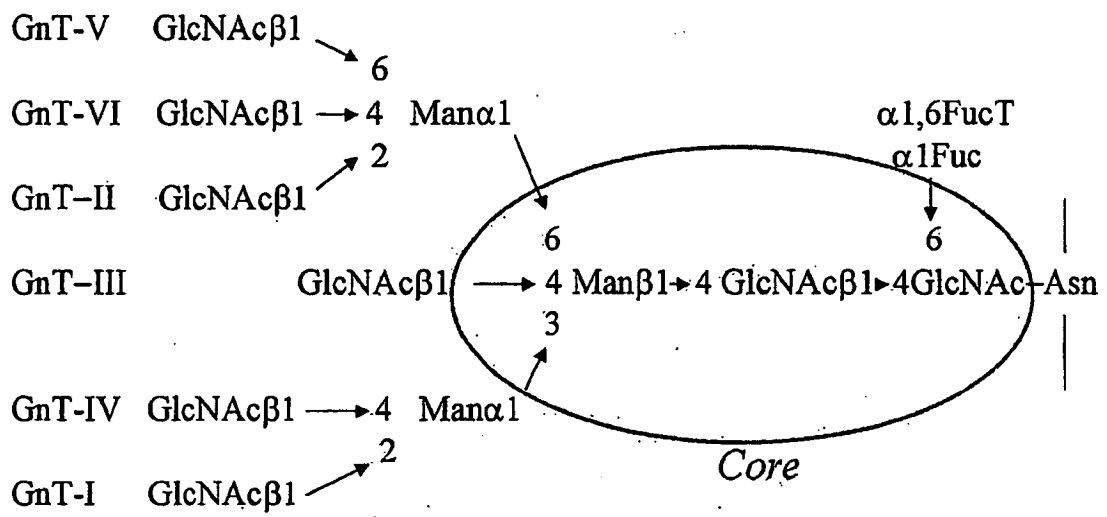 GnT-V GlcNAcβ1
6
GnT-VI GlcNAcβ1 → 4 Manα1
α1,6FucT
2
α1Fuc
GnT–II GlcNAcβ1
6
6
GnT–III GlcNAcβ1 → 4 Manβ1→4 GlcNAcβ1→4GlcNAc–Asn
3
GnT-IV GlcNAcβ1 → 4 Manα1
2
Core
GnT-I GlcNAcβ1